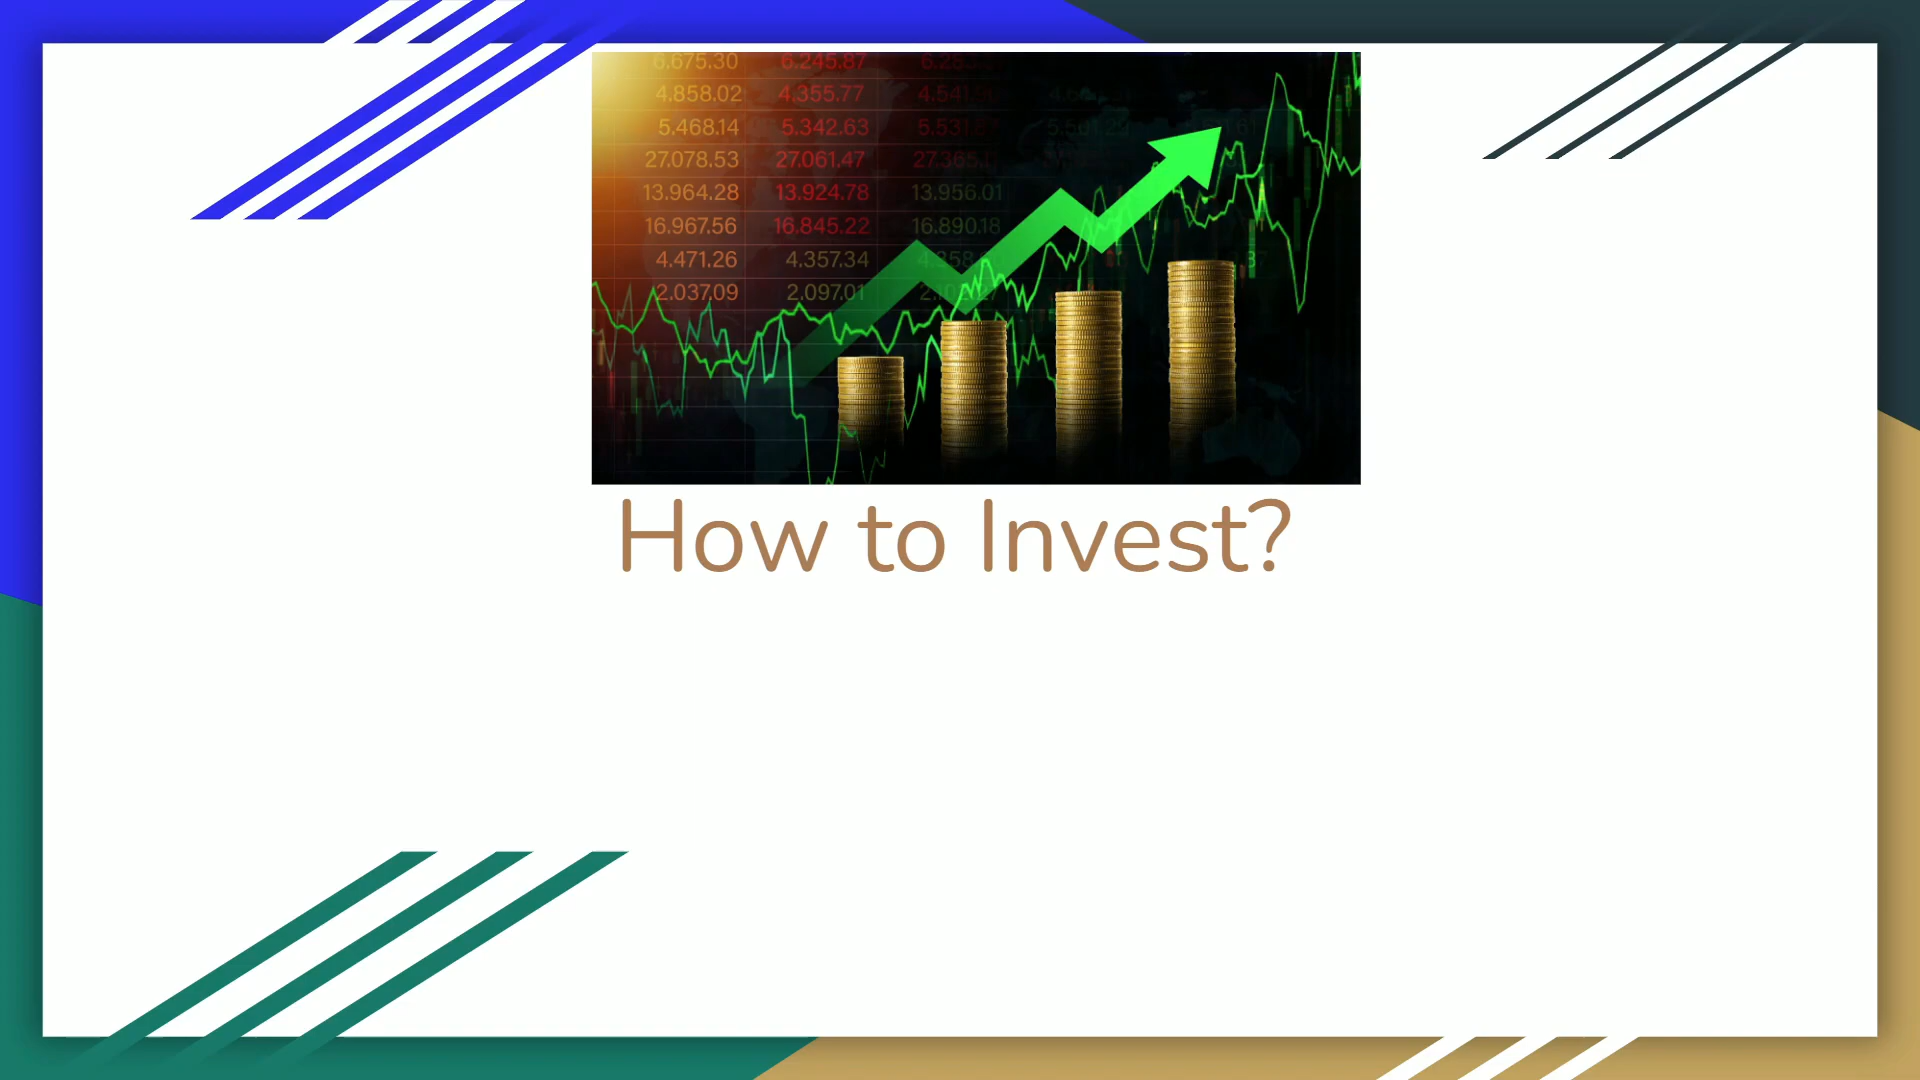 6.675.30 6.245.87
4.858.02 4.355.77
5.468.14 5.342.63
27.078.53 27.061.47
13.964.28 13.924.78 13.956.01
16.967.56 16.845.22 16.890.18
4.471.26 4.357.34
2.037.09 2.097.01
How to Invest?